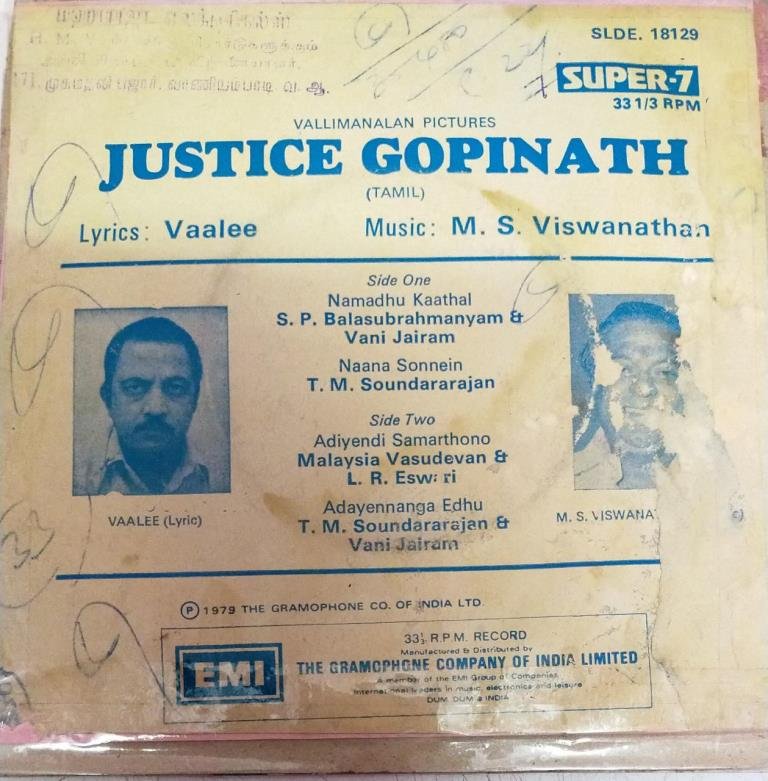 SLDE. 18129
SUPER-7
33 1/3 RPM
VALLIMANALAN PICTURES
JUSTICE GOPINATH
(TAMIL)
Lyrics: Vaalee
Music: M. S. Viswanathan
Side One
Namadhu Kaathal
S. P. Balasubrahmanyam &
Vani Jairam
Naana Sonnein
T. M. Soundararajan
Side Two
Adiyendi Samarthono
Malaysia Vasudevan &
L. R. Eswari
Adayennanga Edhu
T. M. Soundararajan &
Vani Jairam
VAALEE (Lyric)
M. S. VISWANA
℗ 1979 THE GRAMOPHONE CO. OF INDIA LTD.
EMI
33⅓ R.P.M. RECORD
Manufactured & Distributed by
THE GRAMOPHONE COMPANY OF INDIA LIMITED
A member of the EMI Group of Companies
International leaders in music, electronics and leisure
DUM DUM INDIA